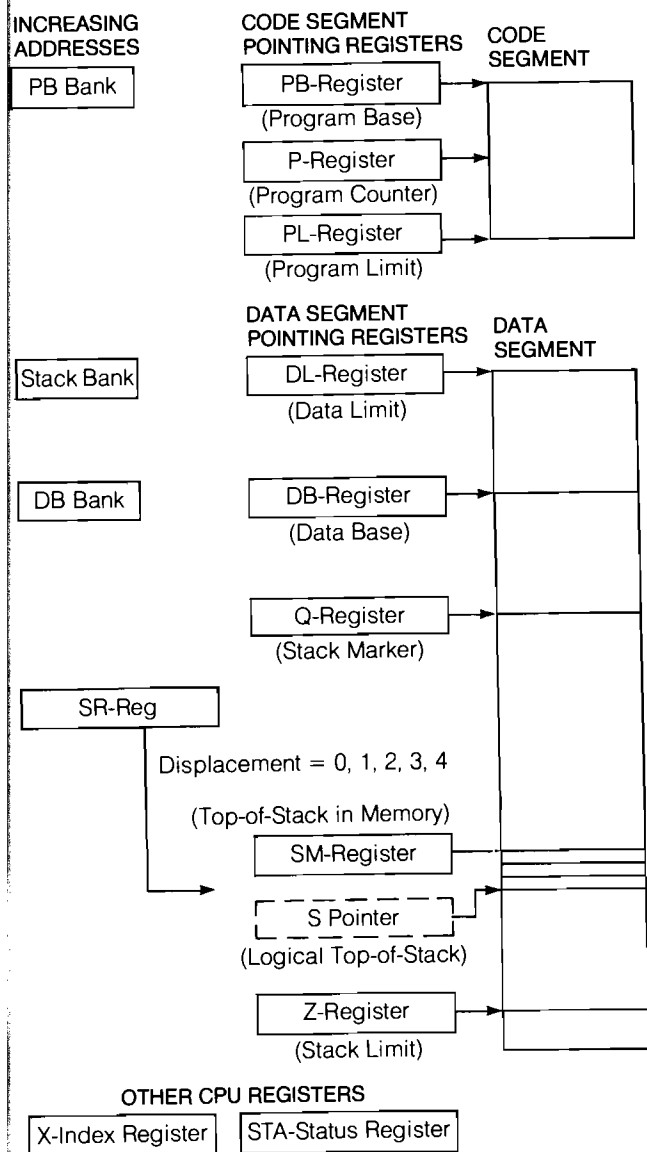 INCREASING
ADDRESSES
CODE SEGMENT
POINTING REGISTERS
CODE
SEGMENT
PB Bank
PB-Register
(Program Base)
P-Register
(Program Counter)
PL-Register
(Program Limit)
DATA SEGMENT
POINTING REGISTERS
DATA
SEGMENT
Stack Bank
DL-Register
(Data Limit)
DB Bank
DB-Register
(Data Base)
Q-Register
(Stack Marker)
SR-Reg
Displacement = 0, 1, 2, 3, 4
(Top-of-Stack in Memory)
SM-Register
S Pointer
(Logical Top-of-Stack)
Z-Register
(Stack Limit)
OTHER CPU REGISTERS
X-Index Register
STA-Status Register